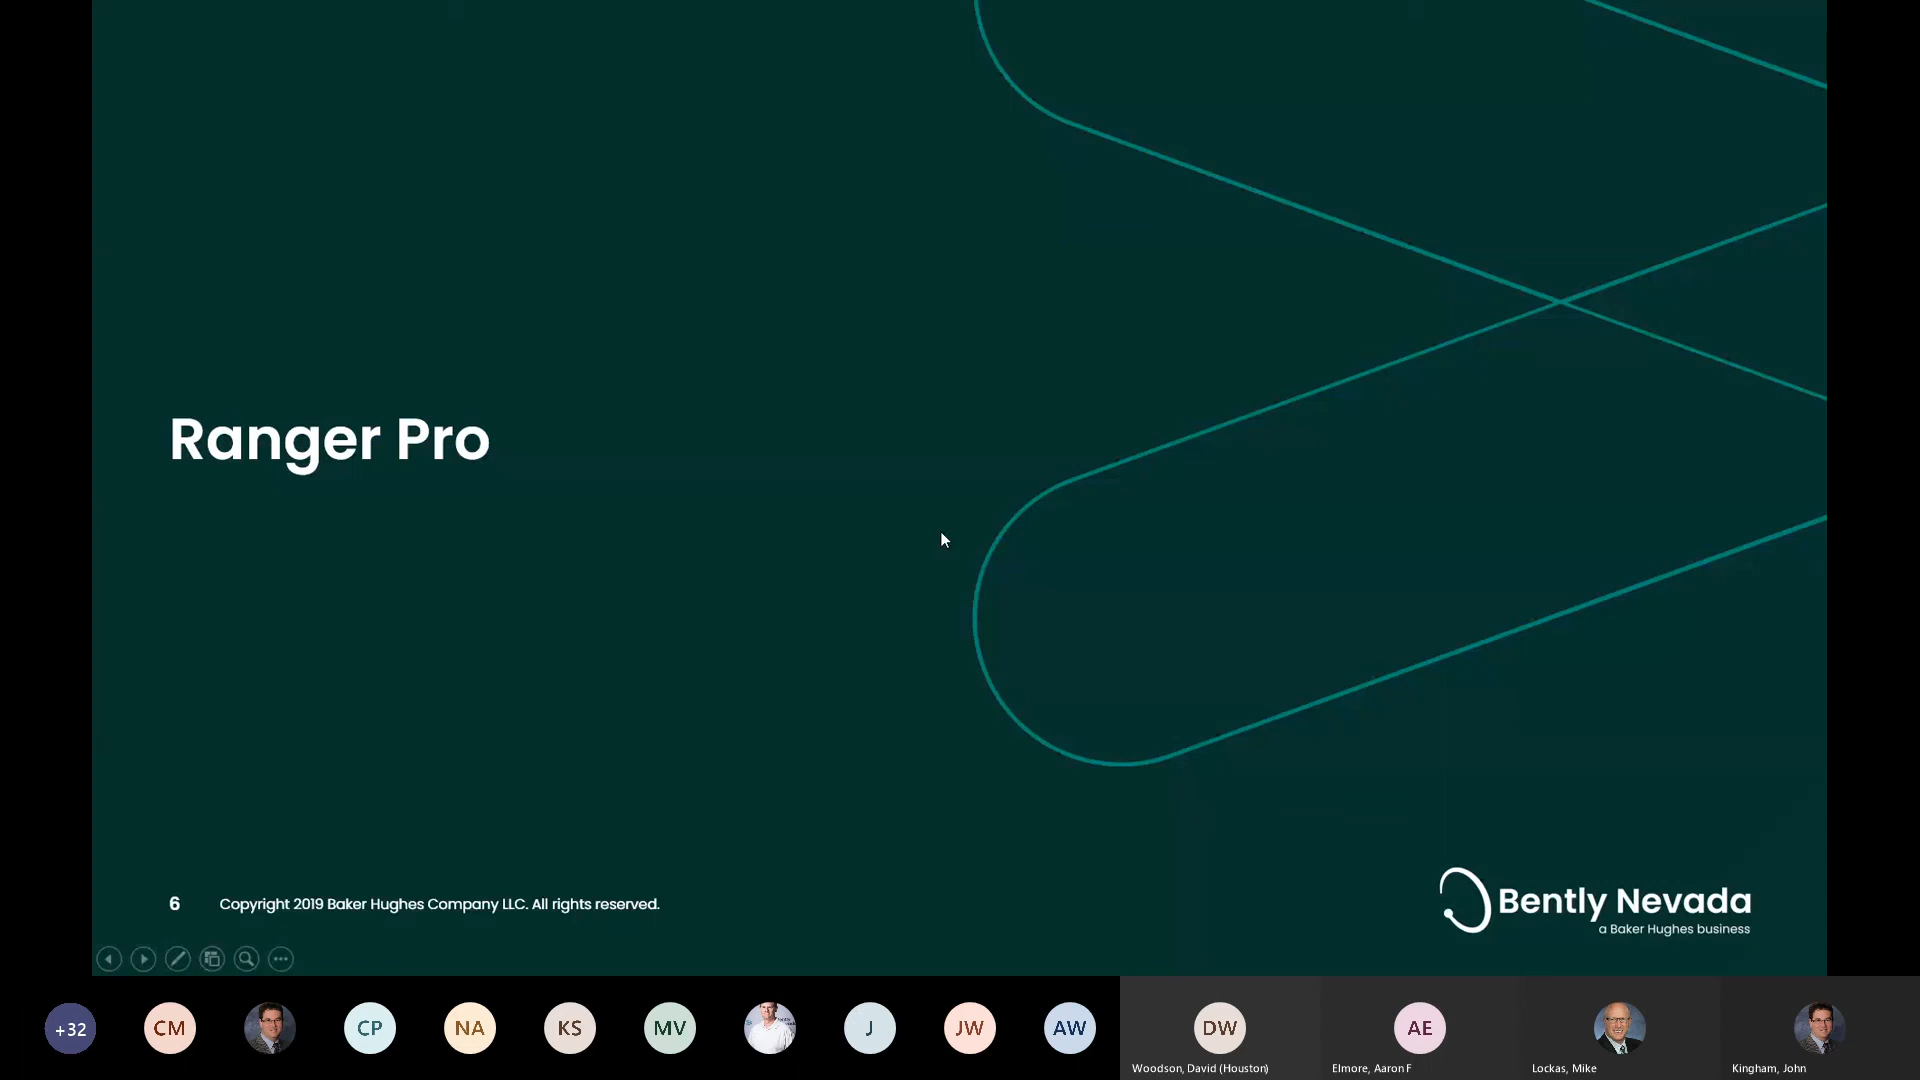 Ranger Pro
6 Copyright 2019 Baker Hughes Company LLC. All rights reserved.
Bently Nevada
a Baker Hughes business
+32
CM
CP
NA
KS
MV
J
JW
AW
DW
AE
Woodson, David (Houston)
Elmore, Aaron F
Lockas, Mike
Kingham, John